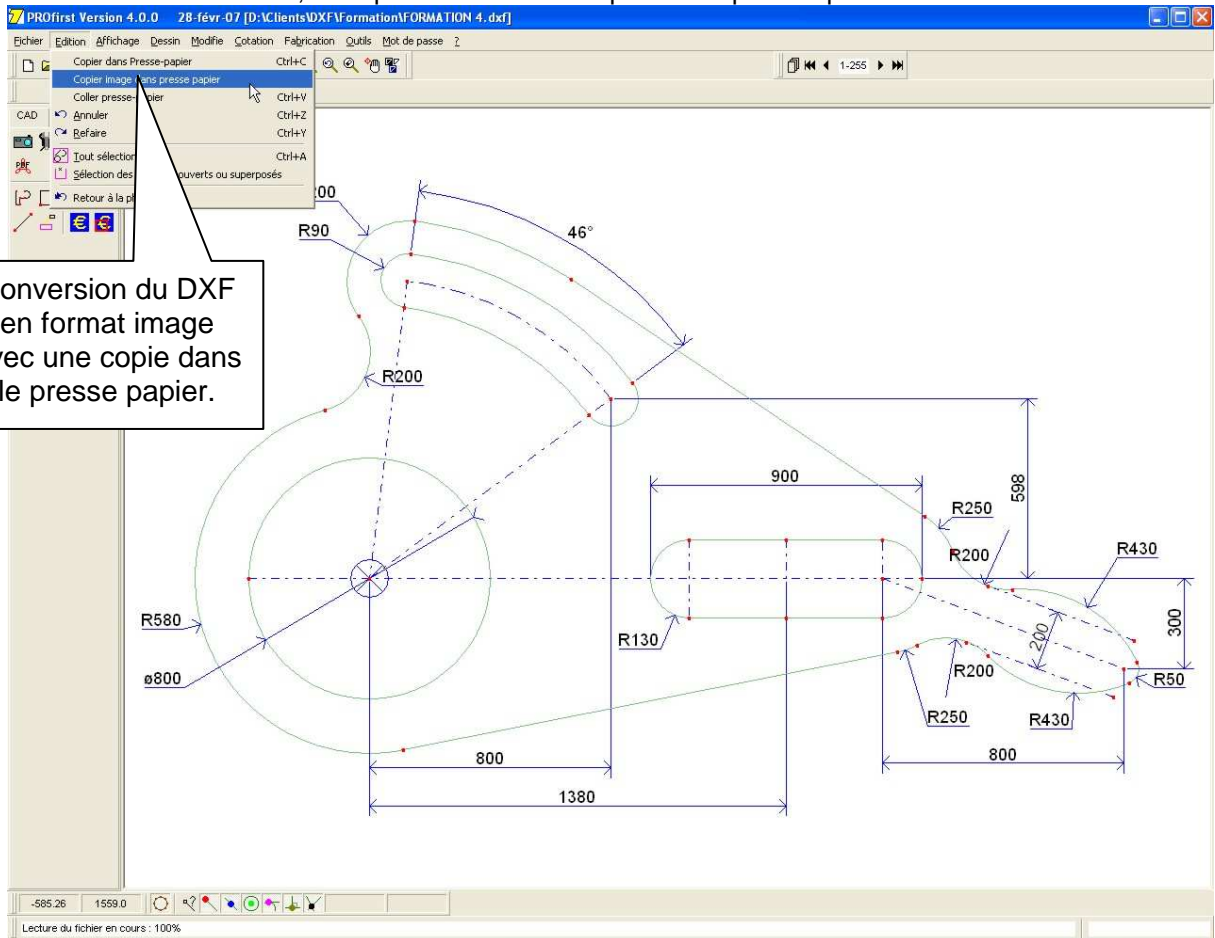 PROfirst Version 4.0.0 28-févr-07 [D:\Clients\DXF\Formation\FORMATION 4.dxf]
Fichier Edition Affichage Dessin Modifie Cotation Fabrication Outils Mot de passe ?
Copier dans Presse-papier Ctrl+C
Copier image dans presse papier
Coller presse-papier Ctrl+V
Annuler Ctrl+Z
Refaire Ctrl+Y
Tout sélection Ctrl+A
Sélection des ouverts ou superposés
Retour à la
1-255
CAD
onversion du DXF
en format image
vec une copie dans
le presse papier.
R90
46°
R200
900
598
R250
R200
R430
R580
R130
200
300
ø800
R200
R50
R250
R430
800
800
1380
-585.26 1559.0
Lecture du fichier en cours : 100%